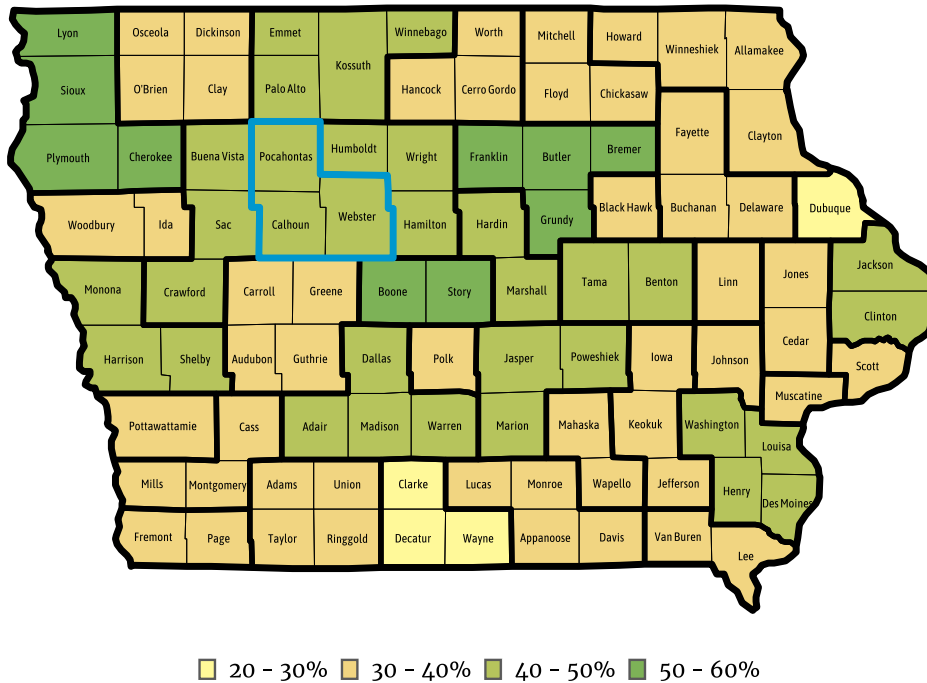 Lyon Osceola Dickinson Emmet Winnebago Worth Mitchell Howard Winneshiek Allamakee
Kossuth
Sioux O'Brien Clay Palo Alto Hancock Cerro Gordo Floyd Chickasaw
Fayette Clayton
Plymouth Cherokee Buena Vista Pocahontas Humboldt Wright Franklin Butler Bremer
Woodbury Ida Sac Calhoun Webster Hamilton Hardin Grundy Black Hawk Buchanan Delaware Dubuque
Monona Crawford Carroll Greene Boone Story Marshall Tama Benton Linn Jones Jackson
Clinton
Harrison Shelby Audubon Guthrie Dallas Polk Jasper Poweshiek Iowa Johnson Cedar Scott
Muscatine
Pottawattamie Cass Adair Madison Warren Marion Mahaska Keokuk Washington Louisa
Mills Montgomery Adams Union Clarke Lucas Monroe Wapello Jefferson Henry Des Moines
Fremont Page Taylor Ringgold Decatur Wayne Appanoose Davis Van Buren Lee
20 - 30% 30 - 40% 40 - 50% 50 - 60%